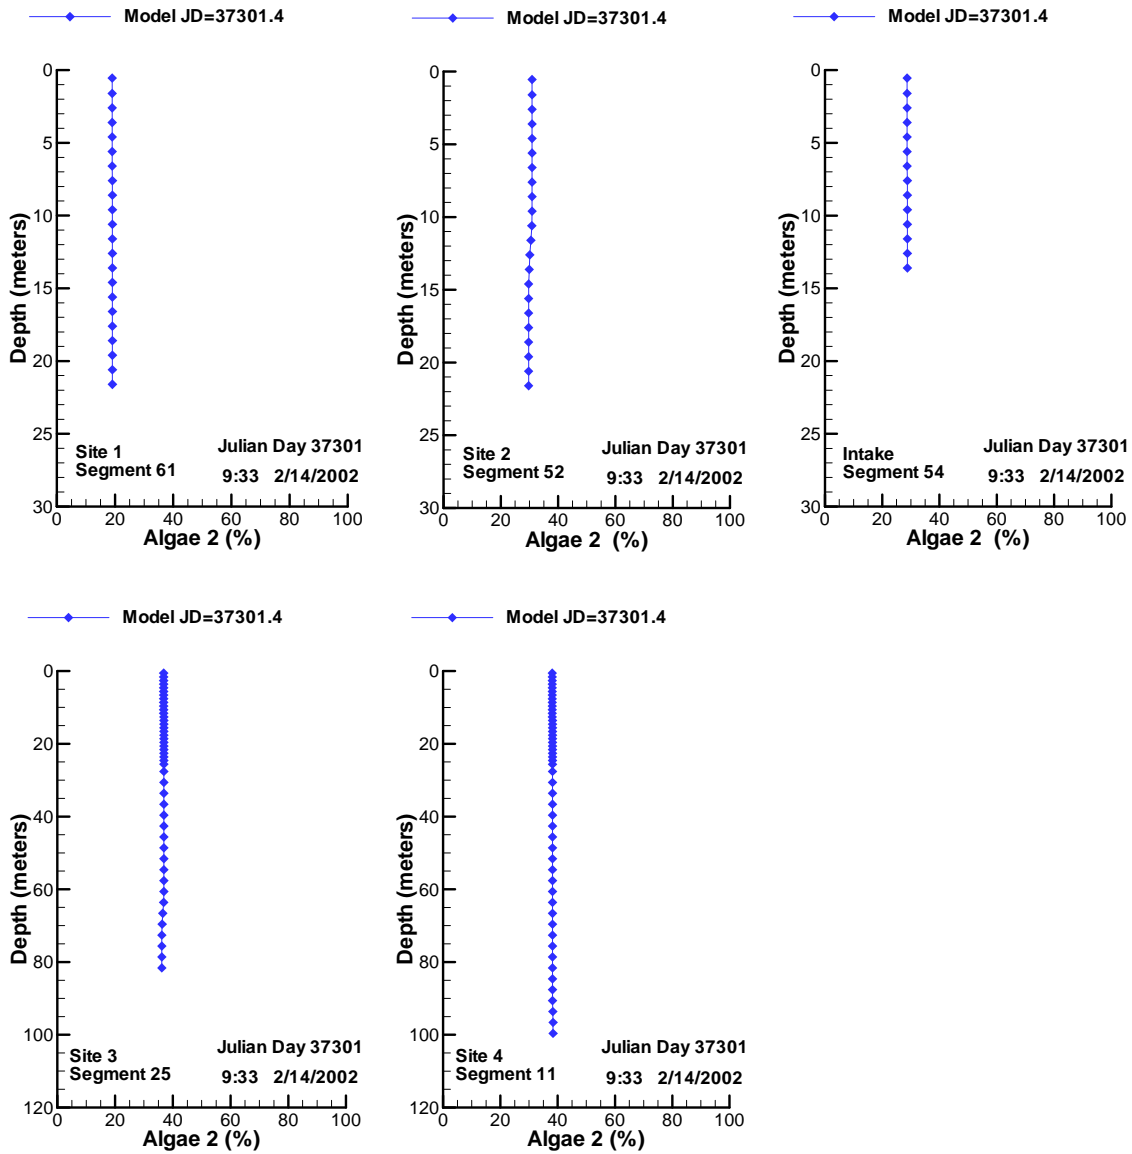 Model JD=37301.4
0
5
10
15
20
25
30
Depth (meters)
Site 1
Segment 61
Julian Day 37301
9:33 2/14/2002
0 20 40 60 80 100
Algae 2 (%)
Model JD=37301.4
0
5
10
15
20
25
30
Depth (meters)
Site 2
Segment 52
Julian Day 37301
9:33 2/14/2002
0 20 40 60 80 100
Algae 2 (%)
Model JD=37301.4
0
5
10
15
20
25
30
Depth (meters)
Intake
Segment 54
Julian Day 37301
9:33 2/14/2002
0 20 40 60 80 100
Algae 2 (%)
Model JD=37301.4
0
20
40
60
80
100
120
Depth (meters)
Site 3
Segment 25
Julian Day 37301
9:33 2/14/2002
0 20 40 60 80 100
Algae 2 (%)
Model JD=37301.4
0
20
40
60
80
100
120
Depth (meters)
Site 4
Segment 11
Julian Day 37301
9:33 2/14/2002
0 20 40 60 80 100
Algae 2 (%)